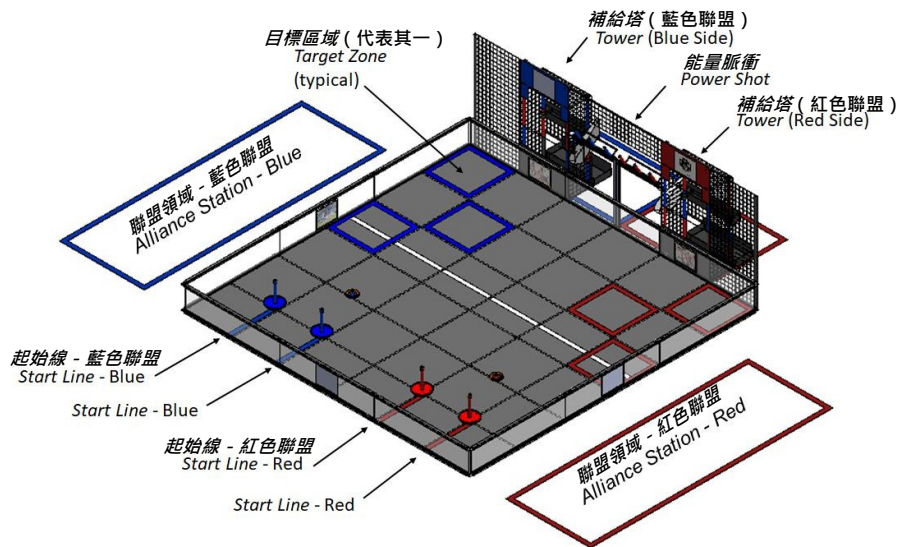 補給塔 ( 藍色聯盟 )
Tower (Blue Side)
目標區域 ( 代表其一 )
Target Zone
(typical)
能量脈衝
Power Shot
補給塔 ( 紅色聯盟 )
Tower (Red Side)
聯盟領域 - 藍色聯盟
Alliance Station - Blue
起始線 - 藍色聯盟
Start Line - Blue
Start Line - Blue
起始線 - 紅色聯盟
Start Line - Red
Start Line - Red
聯盟領域 - 紅色聯盟
Alliance Station - Red